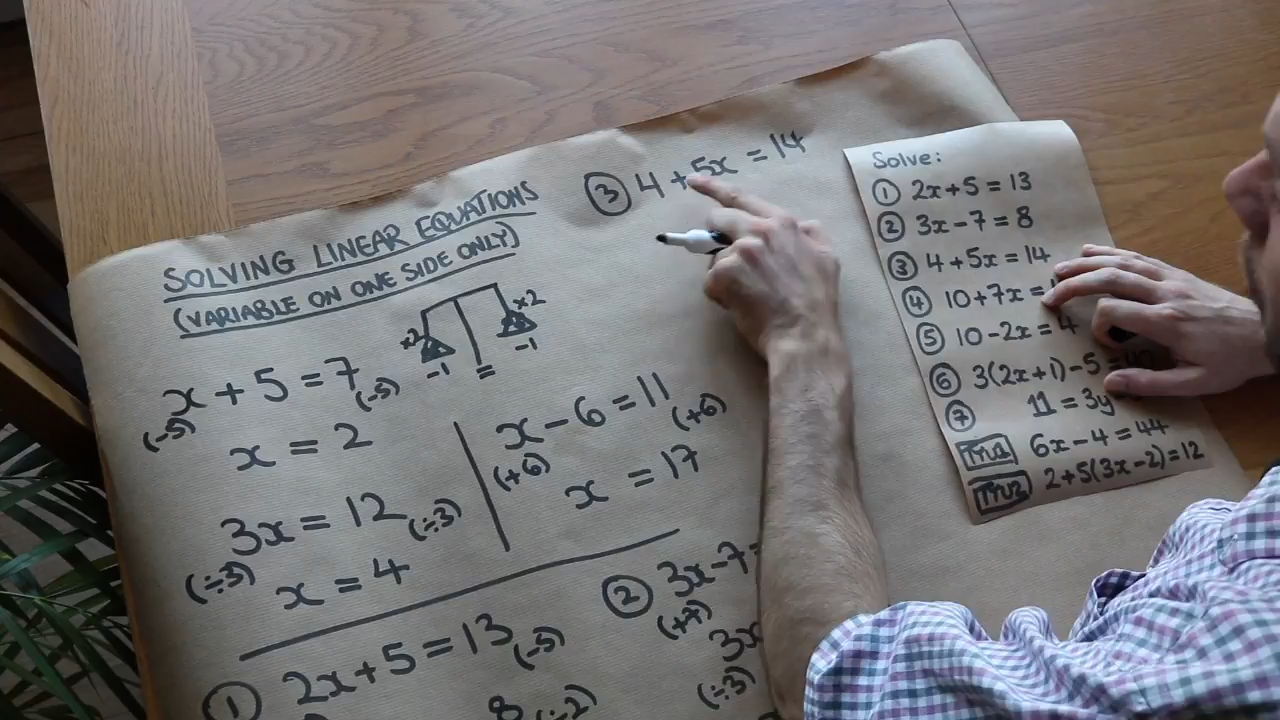 SOLVING LINEAR EQUATIONS
(VARIABLE ON ONE SIDE ONLY)
×2 ×2
-1 = -1
x + 5 = 7
(-5) (-5)
x = 2
x - 6 = 11
(+6) (+6)
x = 17
3x = 12
(÷3) (÷3)
x = 4
① 2x + 5 = 13 (-5)
8 (÷2)
② 3x - 7 =
(+7)
3x
(÷3)
③ 4 + 5x = 14
Solve:
① 2x + 5 = 13
② 3x - 7 = 8
③ 4 + 5x = 14
④ 10 + 7x =
⑤ 10 - 2x = 4
⑥ 3(2x + 1) - 5 =
⑦ 11 = 3y
6x - 4 = 44
2 + 5(3x - 2) = 12